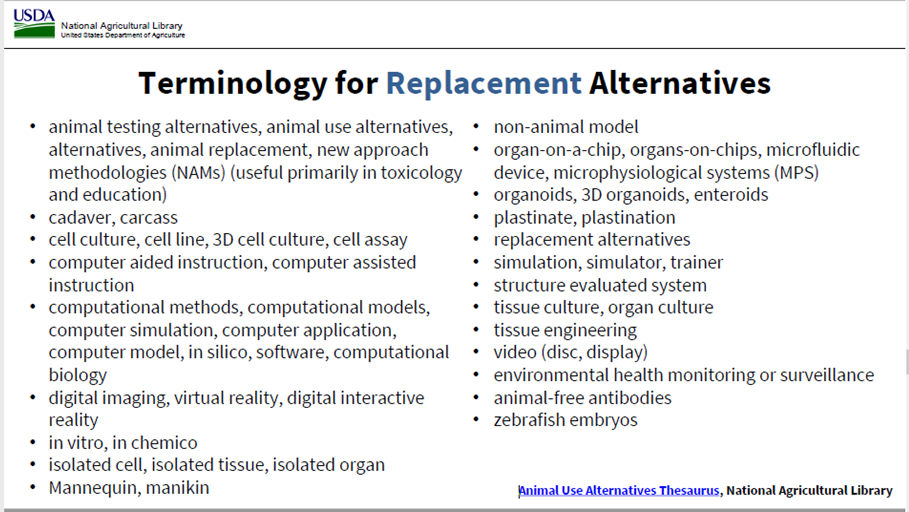 USDA
National Agricultural Library
United States Department of Agriculture
Terminology for Replacement Alternatives
• animal testing alternatives, animal use alternatives,
alternatives, animal replacement, new approach
methodologies (NAMs) (useful primarily in toxicology
and education)
• cadaver, carcass
• cell culture, cell line, 3D cell culture, cell assay
• computer aided instruction, computer assisted
instruction
• computational methods, computational models,
computer simulation, computer application,
computer model, in silico, software, computational
biology
• digital imaging, virtual reality, digital interactive
reality
• in vitro, in chemico
• isolated cell, isolated tissue, isolated organ
• Mannequin, manikin
• non-animal model
• organ-on-a-chip, organs-on-chips, microfluidic
device, microphysiological systems (MPS)
• organoids, 3D organoids, enteroids
• plastinate, plastination
• replacement alternatives
• simulation, simulator, trainer
• structure evaluated system
• tissue culture, organ culture
• tissue engineering
• video (disc, display)
• environmental health monitoring or surveillance
• animal-free antibodies
• zebrafish embryos
Animal Use Alternatives Thesaurus, National Agricultural Library